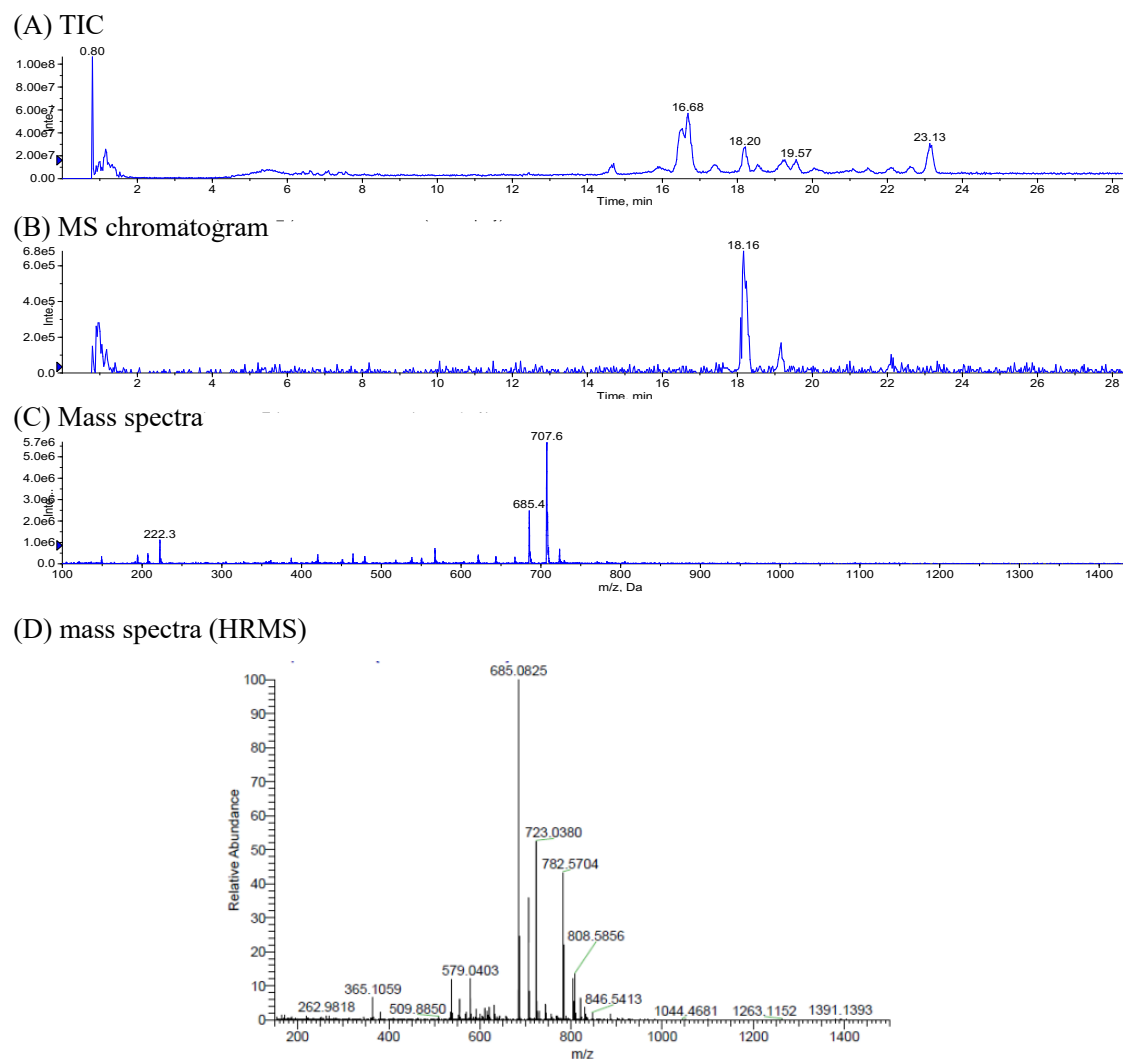 (A) TIC
0.80
1.00e8
8.00e7
6.00e7
4.00e7
2.00e7
0.00
Inte...
16.68
18.20
19.57
23.13
2 4 6 8 10 12 14 16 18 20 22 24 26 28
Time, min
(B) MS chromatogram
6.8e5
6.0e5
4.0e5
2.0e5
0.0
Inte...
18.16
2 4 6 8 10 12 14 16 18 20 22 24 26 28
Time, min
(C) Mass spectra
5.7e6
5.0e6
4.0e6
3.0e6
2.0e6
1.0e6
0.0
Inte...
222.3
685.4
707.6
100 200 300 400 500 600 700 800 900 1000 1100 1200 1300 1400
m/z, Da
(D) mass spectra (HRMS)
685.0825
100
90
80
70
60
50
40
30
20
10
0
Relative Abundance
723.0380
782.5704
808.5856
579.0403
365.1059
262.9818
509.8850
846.5413
1044.4681
1263.1152
1391.1393
200 400 600 800 1000 1200 1400
m/z